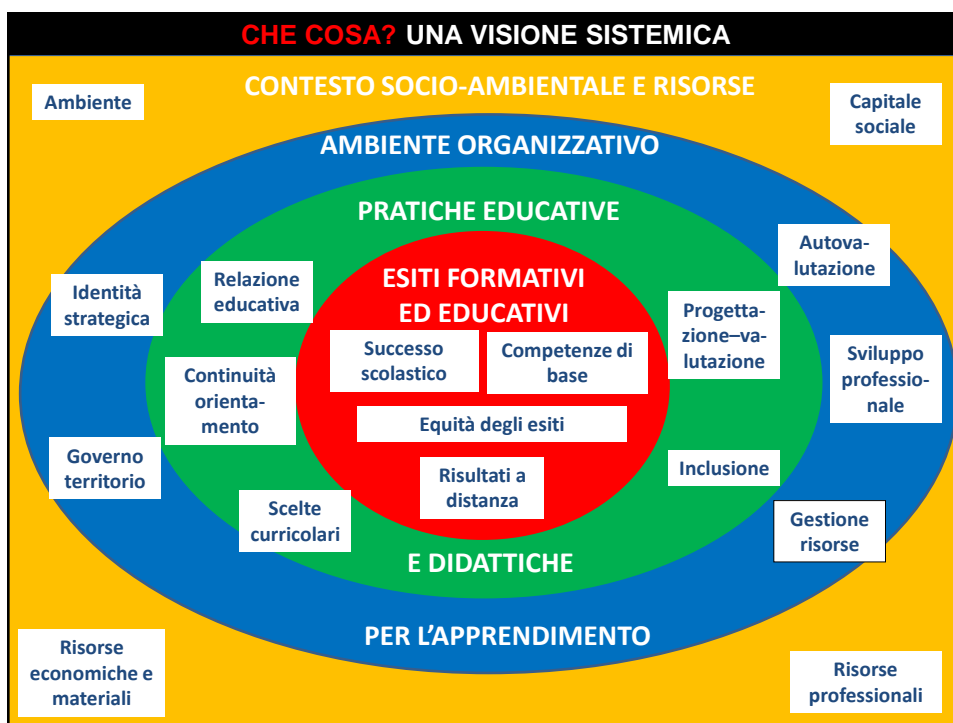 CHE COSA? UNA VISIONE SISTEMICA
CONTESTO SOCIO-AMBIENTALE E RISORSE
Ambiente
Capitale
sociale
AMBIENTE ORGANIZZATIVO
PRATICHE EDUCATIVE
Autova-
lutazione
Identità
strategica
Relazione
educativa
ESITI FORMATIVI
ED EDUCATIVI
Progetta-
zione–va-
lutazione
Successo
scolastico
Competenze di
base
Sviluppo
professio-
nale
Continuità
orienta-
mento
Equità degli esiti
Governo
territorio
Risultati a
distanza
Inclusione
Scelte
curricolari
Gestione
risorse
E DIDATTICHE
PER L’APPRENDIMENTO
Risorse
economiche e
materiali
Risorse
professionali